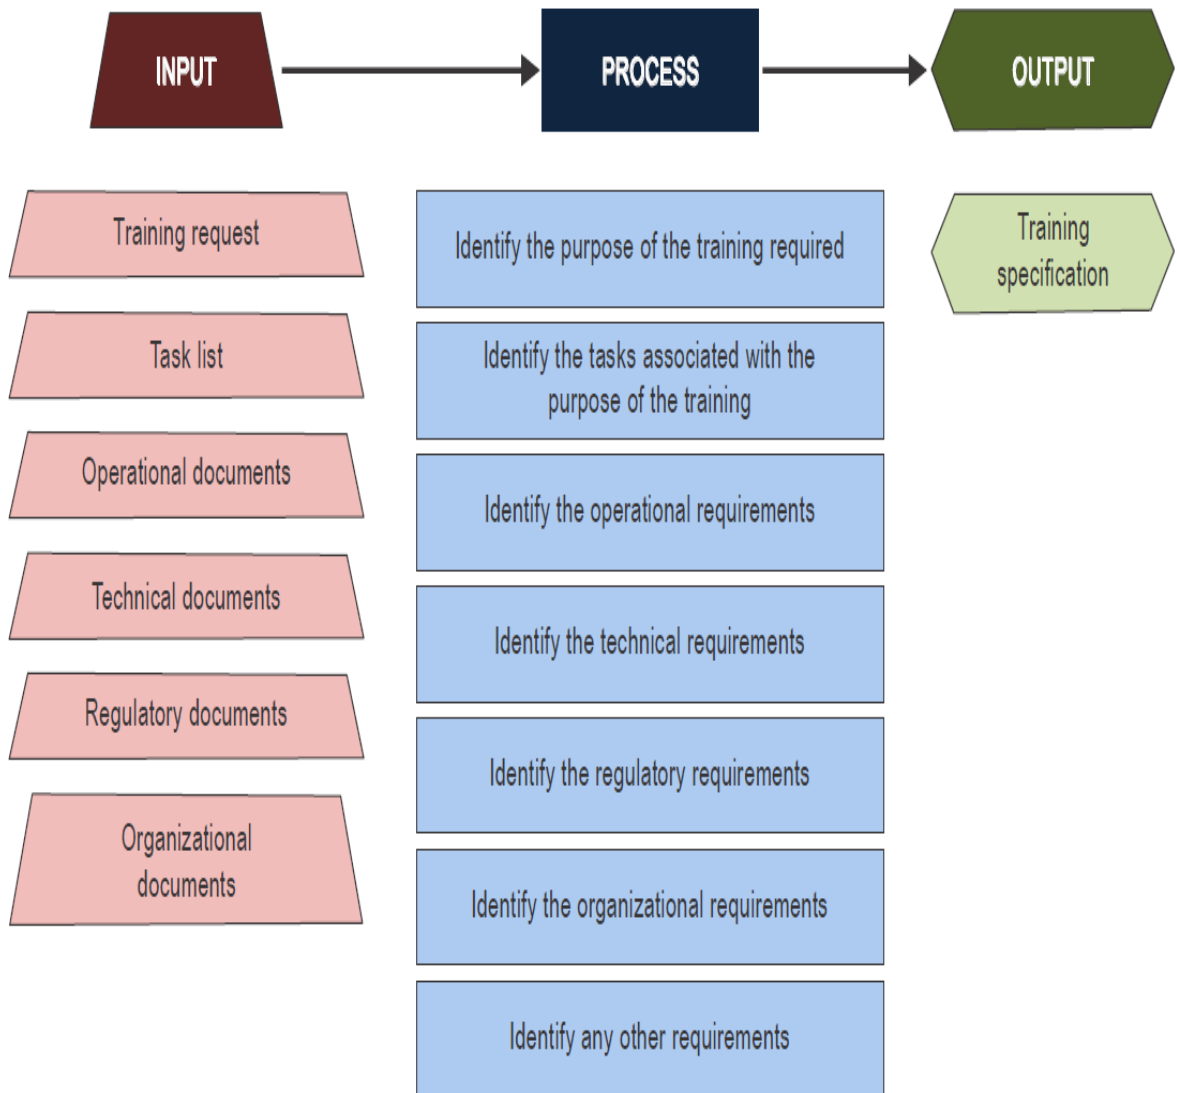 INPUT
PROCESS
OUTPUT
Training request
Task list
Operational documents
Technical documents
Regulatory documents
Organizational
documents
Identify the purpose of the training required
Identify the tasks associated with the
purpose of the training
Identify the operational requirements
Identify the technical requirements
Identify the regulatory requirements
Identify the organizational requirements
Identify any other requirements
Training
specification